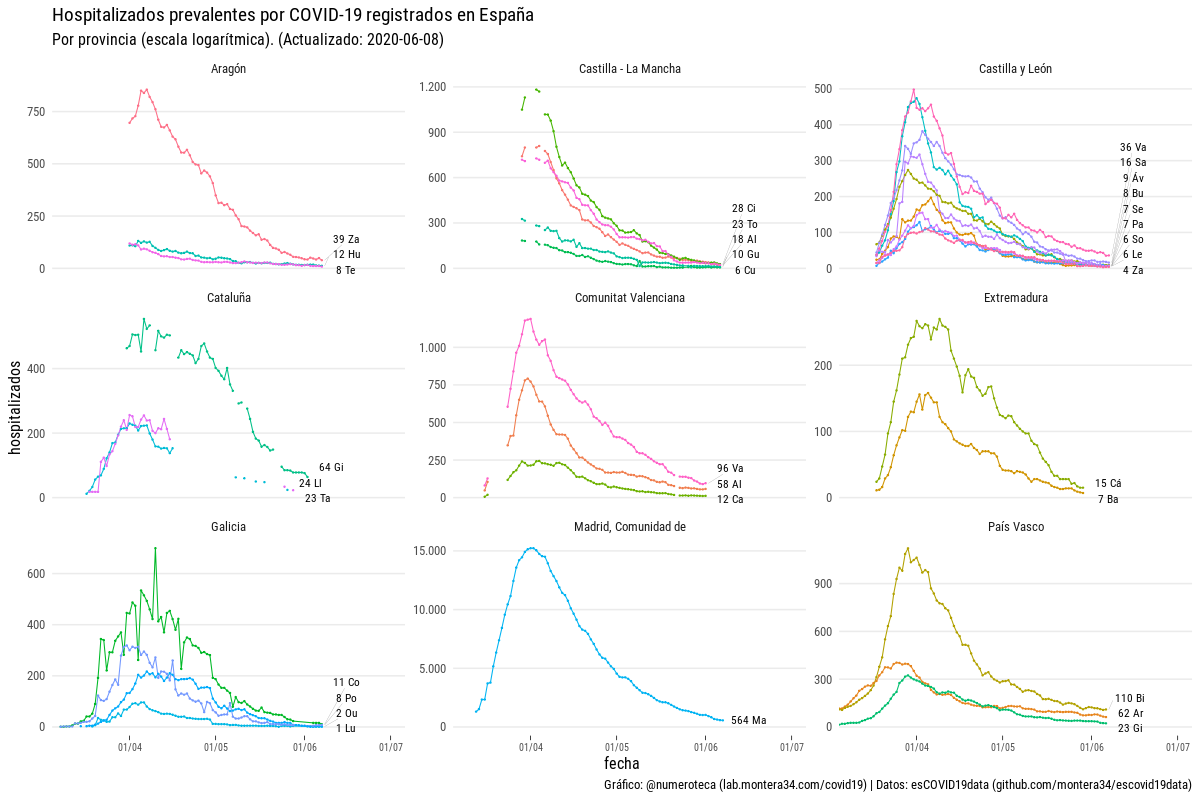 Hospitalizados prevalentes por COVID-19 registrados en España
Por provincia (escala logarítmica). (Actualizado: 2020-06-08)
Aragón
750
500
250
0
39 Za
12 Hu
8 Te
Castilla - La Mancha
1.200
900
600
300
0
28 Ci
23 To
18 Al
10 Gu
6 Cu
Castilla y León
500
400
300
200
100
0
36 Va
16 Sa
9 Áv
8 Bu
7 Se
7 Pa
6 So
6 Le
4 Za
Cataluña
400
200
0
64 Gi
24 Ll
23 Ta
Comunitat Valenciana
1.000
750
500
250
0
96 Va
58 Al
12 Ca
Extremadura
200
100
0
15 Cá
7 Ba
hospitalizados
Galicia
600
400
200
0
11 Co
8 Po
2 Ou
1 Lu
01/04
01/05
01/06
01/07
Madrid, Comunidad de
15.000
10.000
5.000
0
564 Ma
01/04
01/05
01/06
01/07
País Vasco
900
600
300
0
110 Bi
62 Ar
23 Gi
01/04
01/05
01/06
01/07
fecha
Gráfico: @numeroteca (lab.montera34.com/covid19) | Datos: esCOVID19data (github.com/montera34/escovid19data)